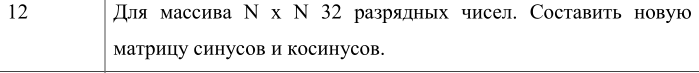 12 Для массива N x N 32 разрядных чисел. Составить новую
матрицу синусов и косинусов.